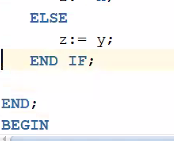 ELSE
z:= y;
END IF;
END;
BEGIN